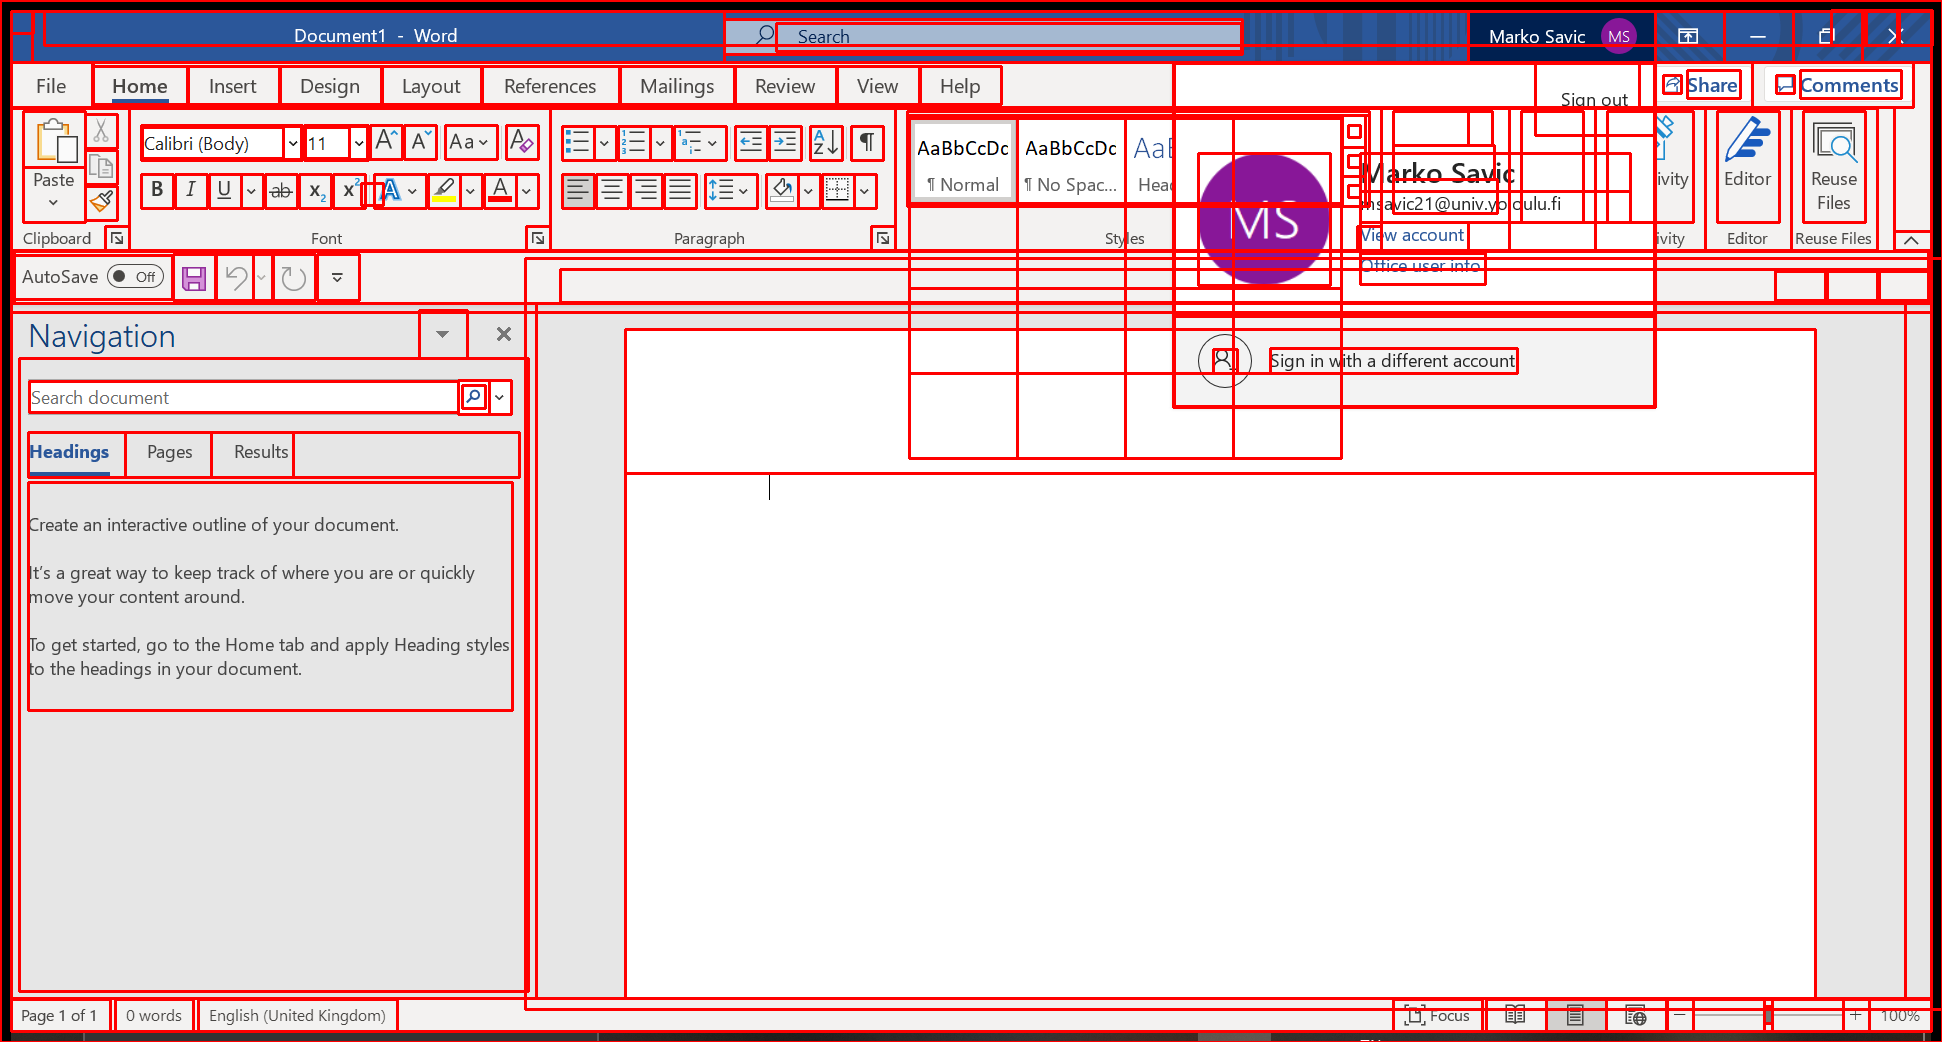 Document1 - Word
Search
Marko Savic
MS
File
Home
Insert
Design
Layout
References
Mailings
Review
View
Help
Sign out
Share
Comments
Paste
Clipboard
Calibri (Body)
11
Aa
B
I
U
ab
x2
x2
A
A
Font
Paragraph
AaBbCcDc
¶ Normal
AaBbCcDc
¶ No Spac...
AaE
Head
Styles
MS
Marko Savic
msavic21@univ.yo.oulu.fi
View account
Office user info
Sign in with a different account
ivity
ivity
Editor
Editor
Reuse
Files
Reuse Files
AutoSave
Off
Navigation
Search document
Headings
Pages
Results
Create an interactive outline of your document.
It's a great way to keep track of where you are or quickly
move your content around.
To get started, go to the Home tab and apply Heading styles
to the headings in your document.
Page 1 of 1
0 words
English (United Kingdom)
Focus
100%